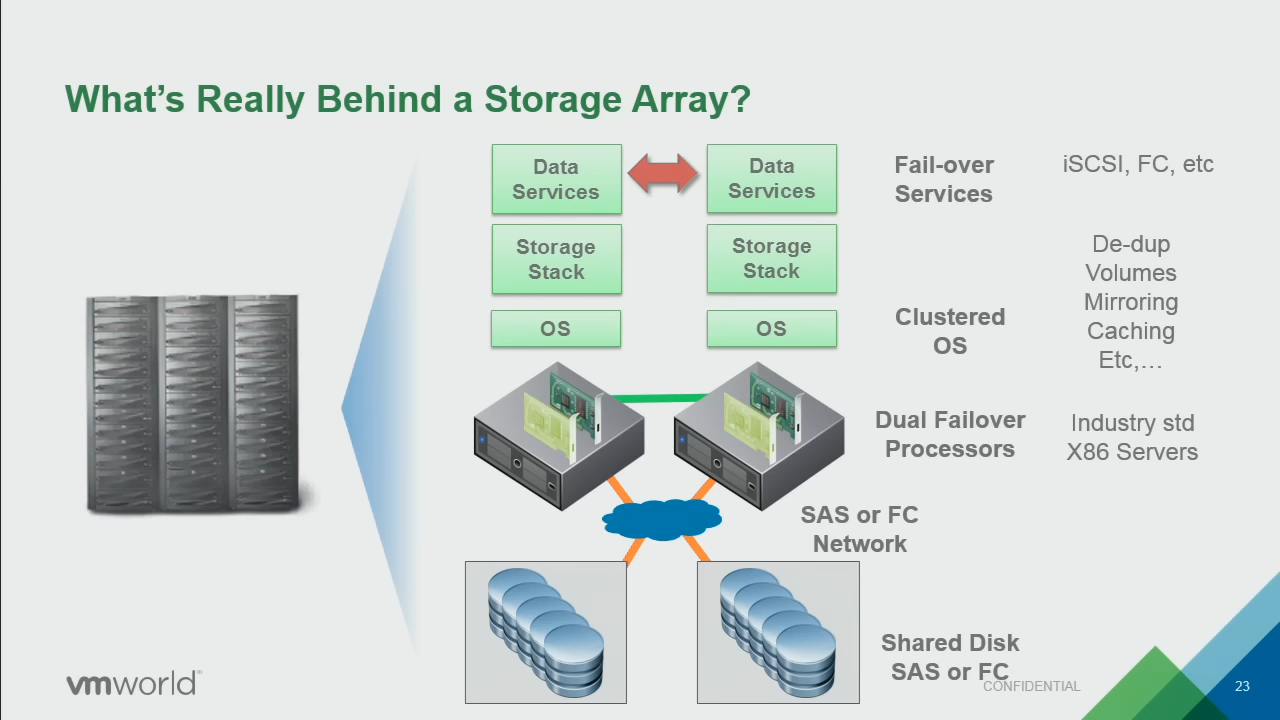 What's Really Behind a Storage Array?
Data
Services
Data
Services
Fail-over
Services
iSCSI, FC, etc
Storage
Stack
Storage
Stack
De-dup
Volumes
Mirroring
Caching
Etc,...
OS
OS
Clustered
OS
Dual Failover
Processors
Industry std
X86 Servers
SAS or FC
Network
Shared Disk
SAS or FC
vmworld®
CONFIDENTIAL
23